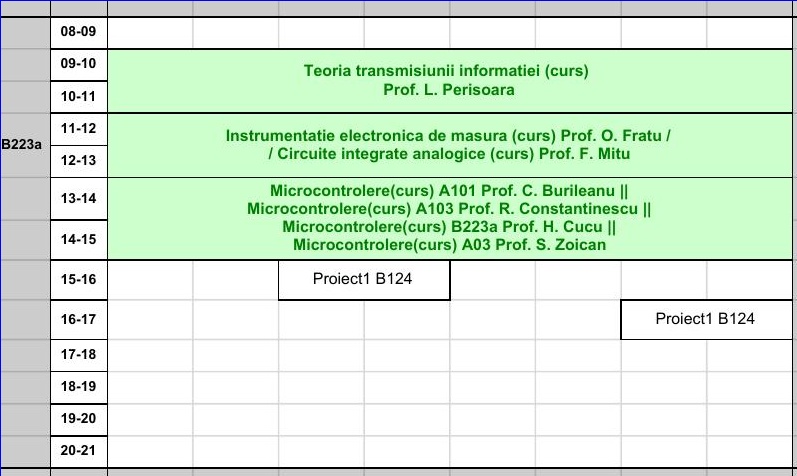 08-09
09-10
Teoria transmisiunii informatiei (curs)
Prof. L. Perisoara
10-11
B223a
11-12
Instrumentatie electronica de masura (curs) Prof. O. Fratu /
/ Circuite integrate analogice (curs) Prof. F. Mitu
12-13
13-14
Microcontrolere(curs) A101 Prof. C. Burileanu ||
Microcontrolere(curs) A103 Prof. R. Constantinescu ||
Microcontrolere(curs) B223a Prof. H. Cucu ||
Microcontrolere(curs) A03 Prof. S. Zoican
14-15
15-16
Proiect1 B124
16-17
Proiect1 B124
17-18
18-19
19-20
20-21